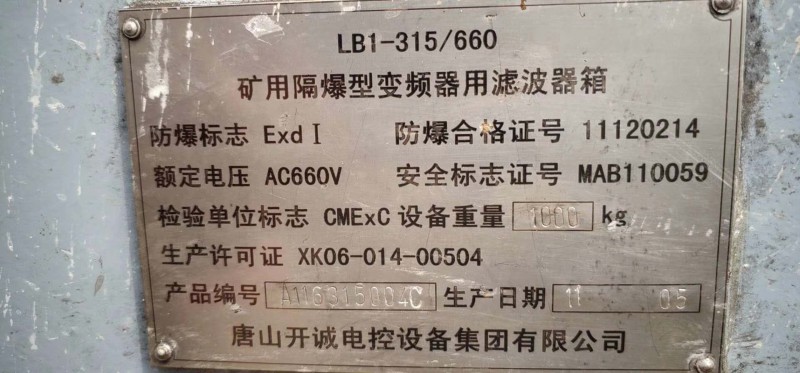 LB1-315/660
矿用隔爆型变频器用滤波器箱
防爆标志 ExdⅠ 防爆合格证号 11120214
额定电压 AC660V 安全标志证号 MAB110059
检验单位标志 CMExC 设备重量 1000 kg
生产许可证 XK06-014-00504
产品编号 A116315004C 生产日期 11 05
唐山开诚电控设备集团有限公司